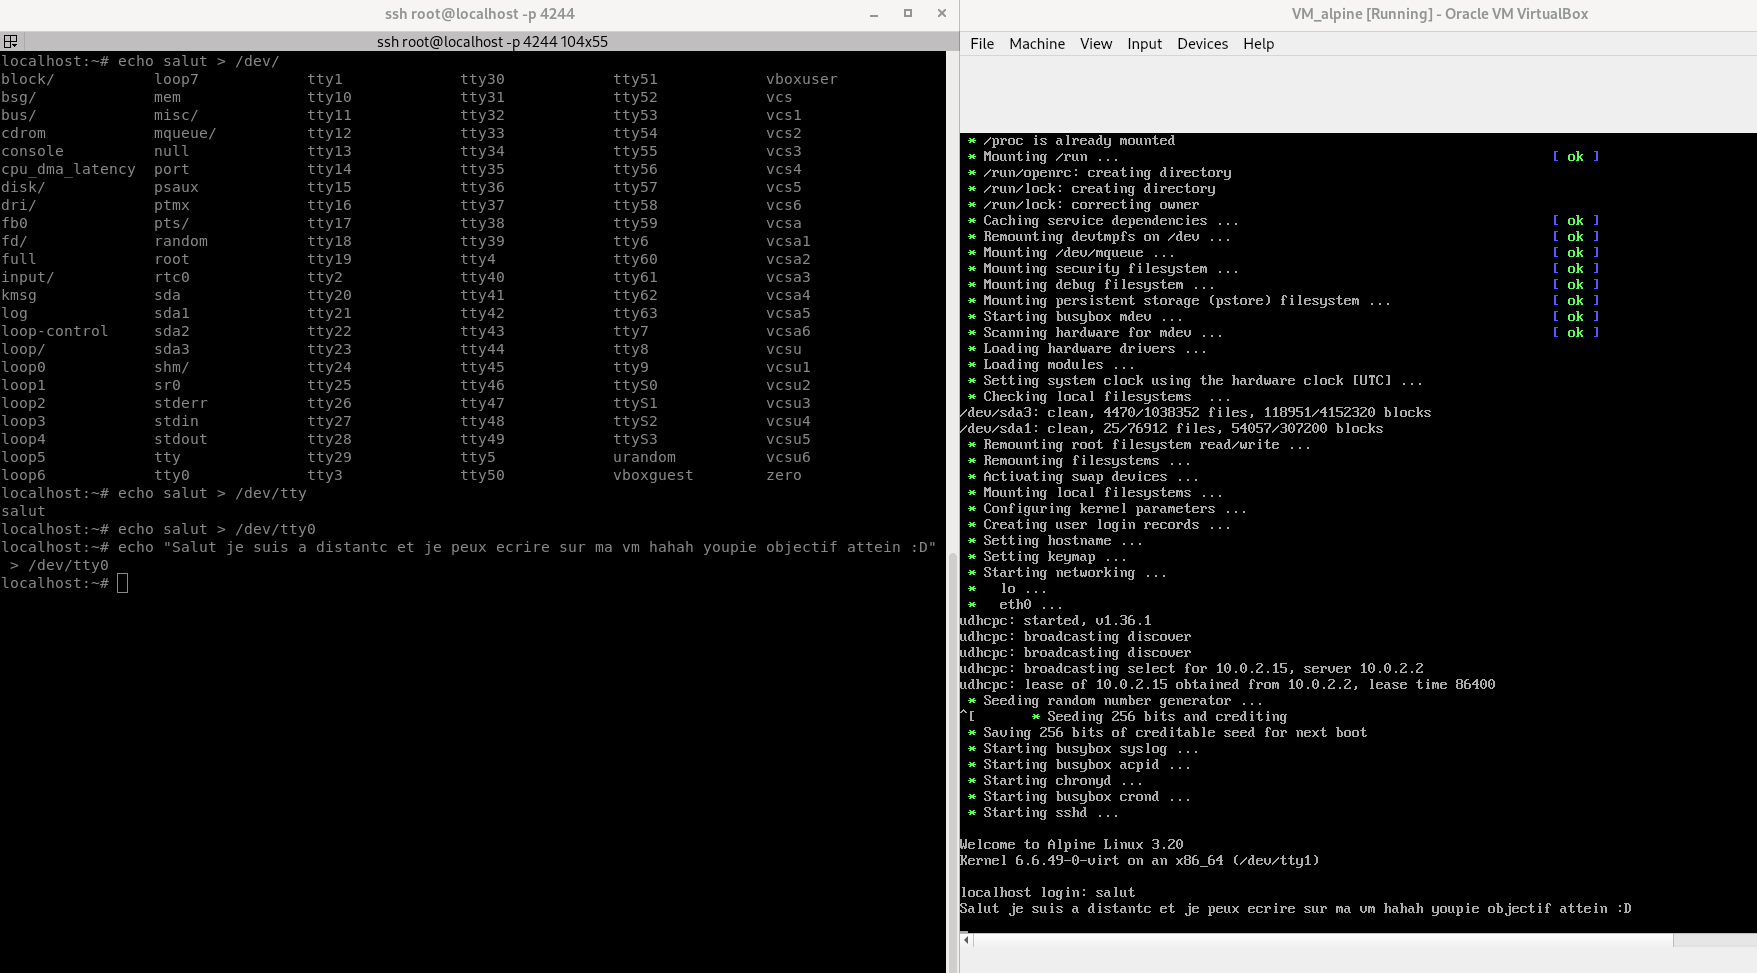 ssh root@localhost -p 4244
ssh root@localhost -p 4244 104x55
localhost:~# echo salut > /dev/
block/ loop7 tty1 tty30 tty51 vboxuser
bsg/ mem tty10 tty31 tty52 vcs
bus/ misc/ tty11 tty32 tty53 vcs1
cdrom mqueue/ tty12 tty33 tty54 vcs2
console null tty13 tty34 tty55 vcs3
cpu_dma_latency port tty14 tty35 tty56 vcs4
disk/ psaux tty15 tty36 tty57 vcs5
dri/ ptmx tty16 tty37 tty58 vcs6
fb0 pts/ tty17 tty38 tty59 vcsa
fd/ random tty18 tty39 tty6 vcsa1
full root tty19 tty4 tty60 vcsa2
input/ rtc0 tty2 tty40 tty61 vcsa3
kmsg sda tty20 tty41 tty62 vcsa4
log sda1 tty21 tty42 tty63 vcsa5
loop-control sda2 tty22 tty43 tty7 vcsa6
loop/ sda3 tty23 tty44 tty8 vcsu
loop0 shm/ tty24 tty45 tty9 vcsu1
loop1 sr0 tty25 tty46 ttyS0 vcsu2
loop2 stderr tty26 tty47 ttyS1 vcsu3
loop3 stdin tty27 tty48 ttyS2 vcsu4
loop4 stdout tty28 tty49 ttyS3 vcsu5
loop5 tty tty29 tty5 urandom vcsu6
loop6 tty0 tty3 tty50 vboxguest zero
localhost:~# echo salut > /dev/tty
salut
localhost:~# echo salut > /dev/tty0
localhost:~# echo "Salut je suis a distantc et je peux ecrire sur ma vm hahah youpie objectif attein :D"
 > /dev/tty0
localhost:~#
VM_alpine [Running] - Oracle VM VirtualBox
File Machine View Input Devices Help
* /proc is already mounted
* Mounting /run ... [ ok ]
* /run/openrc: creating directory
* /run/lock: creating directory
* /run/lock: correcting owner
* Caching service dependencies ... [ ok ]
* Remounting devtmpfs on /dev ... [ ok ]
* Mounting /dev/mqueue ... [ ok ]
* Mounting security filesystem ... [ ok ]
* Mounting debug filesystem ... [ ok ]
* Mounting persistent storage (pstore) filesystem ... [ ok ]
* Starting busybox mdev ... [ ok ]
* Scanning hardware for mdev ... [ ok ]
* Loading hardware drivers ...
* Loading modules ...
* Setting system clock using the hardware clock [UTC] ...
* Checking local filesystems  ...
/dev/sda3: clean, 4470/1038352 files, 118951/4152320 blocks
/dev/sda1: clean, 25/76912 files, 54057/307200 blocks
* Remounting root filesystem read/write ...
* Remounting filesystems ...
* Activating swap devices ...
* Mounting local filesystems ...
* Configuring kernel parameters ...
* Creating user login records ...
* Setting hostname ...
* Setting keymap ...
* Starting networking ...
*   lo ...
*   eth0 ...
udhcpc: started, v1.36.1
udhcpc: broadcasting discover
udhcpc: broadcasting discover
udhcpc: broadcasting select for 10.0.2.15, server 10.0.2.2
udhcpc: lease of 10.0.2.15 obtained from 10.0.2.2, lease time 86400
* Seeding random number generator ...
^[ * Seeding 256 bits and crediting
* Saving 256 bits of creditable seed for next boot
* Starting busybox syslog ...
* Starting busybox acpid ...
* Starting chronyd ...
* Starting busybox crond ...
* Starting sshd ...
Welcome to Alpine Linux 3.20
Kernel 6.6.49-0-virt on an x86_64 (/dev/tty1)
localhost login: salut
Salut je suis a distantc et je peux ecrire sur ma vm hahah youpie objectif attein :D